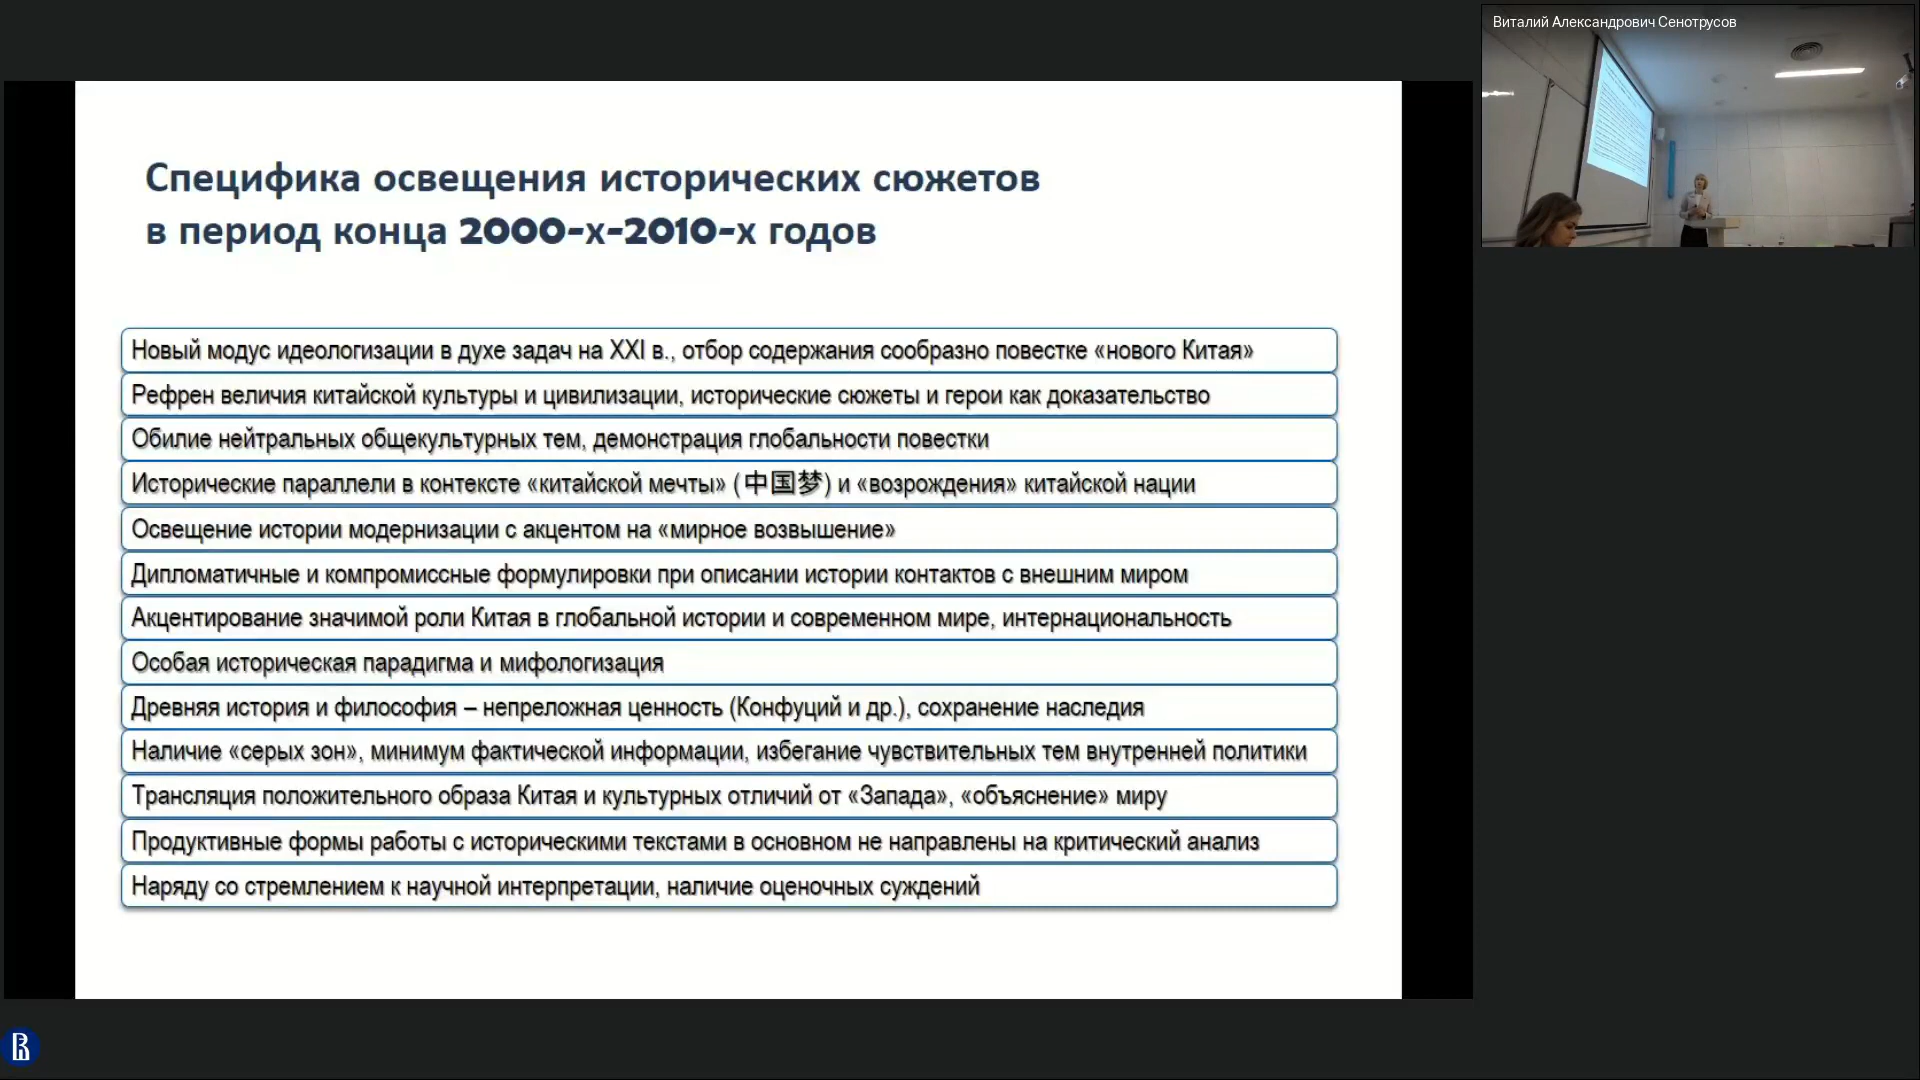 Виталий Александрович Сенотрусов
Специфика освещения исторических сюжетов
в период конца 2000-х-2010-х годов
Новый модус идеологизации в духе задач на XXI в., отбор содержания сообразно повестке «нового Китая»
Рефрен величия китайской культуры и цивилизации, исторические сюжеты и герои как доказательство
Обилие нейтральных общекультурных тем, демонстрация глобальности повестки
Исторические параллели в контексте «китайской мечты» (中国梦) и «возрождения» китайской нации
Освещение истории модернизации с акцентом на «мирное возвышение»
Дипломатичные и компромиссные формулировки при описании истории контактов с внешним миром
Акцентирование значимой роли Китая в глобальной истории и современном мире, интернациональность
Особая историческая парадигма и мифологизация
Древняя история и философия – непреложная ценность (Конфуций и др.), сохранение наследия
Наличие «серых зон», минимум фактической информации, избегание чувствительных тем внутренней политики
Трансляция положительного образа Китая и культурных отличий от «Запада», «объяснение» миру
Продуктивные формы работы с историческими текстами в основном не направлены на критический анализ
Наряду со стремлением к научной интерпретации, наличие оценочных суждений